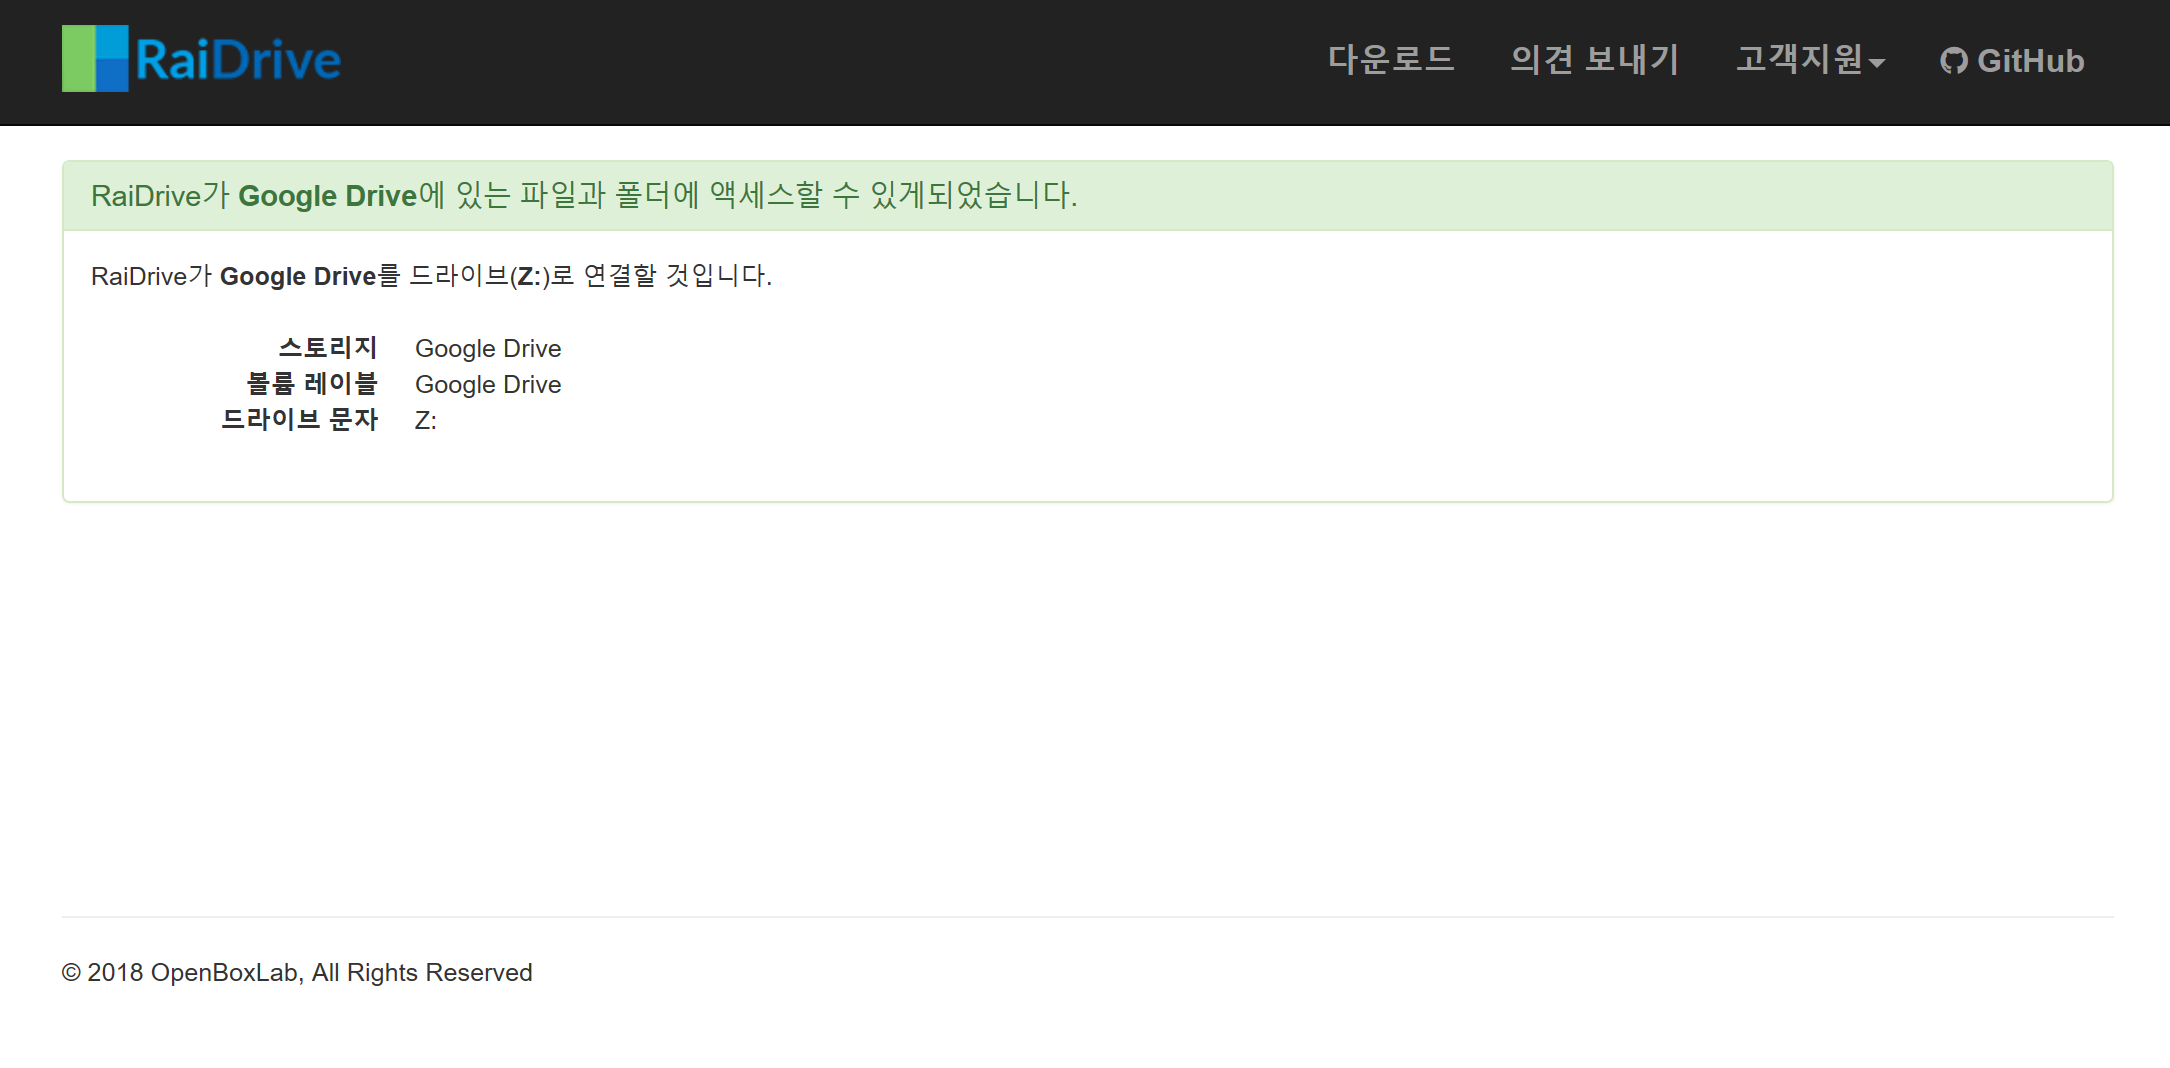 RaiDrive
다운로드 의견 보내기 고객지원 GitHub
RaiDrive가 Google Drive에 있는 파일과 폴더에 액세스할 수 있게되었습니다.
RaiDrive가 Google Drive를 드라이브(Z:)로 연결할 것입니다.
스토리지 Google Drive
볼륨 레이블 Google Drive
드라이브 문자 Z:
© 2018 OpenBoxLab, All Rights Reserved